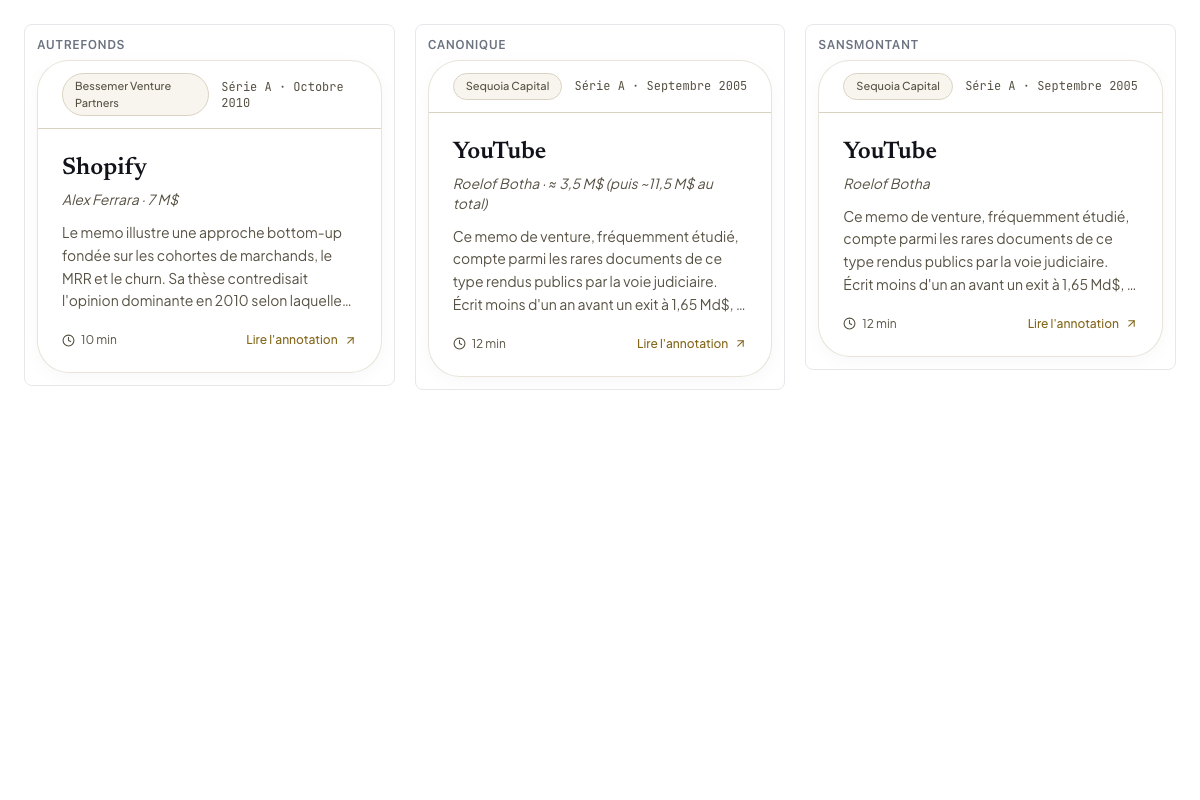 AUTREFONDS
Bessemer Venture
Partners
Série A · Octobre
2010
Shopify
Alex Ferrara · 7 M$
Le memo illustre une approche bottom-up
fondée sur les cohortes de marchands, le
MRR et le churn. Sa thèse contredisait
l'opinion dominante en 2010 selon laquelle…
10 min
Lire l'annotation
CANONIQUE
Sequoia Capital
Série A · Septembre 2005
YouTube
Roelof Botha · ≈ 3,5 M$ (puis ~11,5 M$ au
total)
Ce memo de venture, fréquemment étudié,
compte parmi les rares documents de ce
type rendus publics par la voie judiciaire.
Écrit moins d'un an avant un exit à 1,65 Md$, …
12 min
Lire l'annotation
SANSMONTANT
Sequoia Capital
Série A · Septembre 2005
YouTube
Roelof Botha
Ce memo de venture, fréquemment étudié,
compte parmi les rares documents de ce
type rendus publics par la voie judiciaire.
Écrit moins d'un an avant un exit à 1,65 Md$, …
12 min
Lire l'annotation